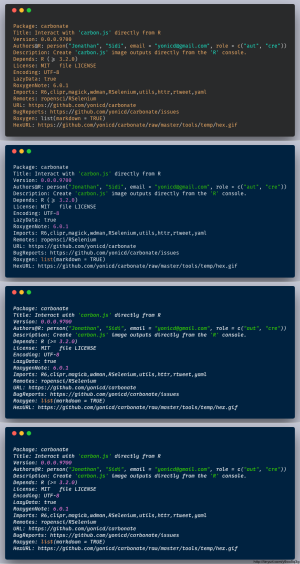 Package: carbonate
Title: Interact with 'carbon.js' directly from R
Version: 0.0.0.9700
Authors@R: person("Jonathan", "Sidi", email = "yonicd@gmail.com", role = c("aut", "cre"))
Description: Create 'carbon.js' image outputs directly from the 'R' console.
Depends: R (⩾ 3.2.0)
License: MIT   file LICENSE
Encoding: UTF-8
LazyData: true
RoxygenNote: 6.0.1
Imports: R6,clipr,magick,wdman,RSelenium,utils,httr,rtweet,yaml
Remotes: ropensci/RSelenium
URL: https://github.com/yonicd/carbonate
BugReports: https://github.com/yonicd/carbonate/issues
Roxygen: list(markdown = TRUE)
HexURL: https://github.com/yonicd/carbonate/raw/master/tools/temp/hex.gif
Package: carbonate
Title: Interact with 'carbon.js' directly from R
Version: 0.0.0.9700
Authors@R: person("Jonathan", "Sidi", email = "yonicd@gmail.com", role = c("aut", "cre"))
Description: Create 'carbon.js' image outputs directly from the 'R' console.
Depends: R (⩾ 3.2.0)
License: MIT   file LICENSE
Encoding: UTF-8
LazyData: true
RoxygenNote: 6.0.1
Imports: R6,clipr,magick,wdman,RSelenium,utils,httr,rtweet,yaml
Remotes: ropensci/RSelenium
URL: https://github.com/yonicd/carbonate
BugReports: https://github.com/yonicd/carbonate/issues
Roxygen: list(markdown = TRUE)
HexURL: https://github.com/yonicd/carbonate/raw/master/tools/temp/hex.gif
Package: carbonate
Title: Interact with 'carbon.js' directly from R
Version: 0.0.0.9700
Authors@R: person("Jonathan", "Sidi", email = "yonicd@gmail.com", role = c("aut", "cre"))
Description: Create 'carbon.js' image outputs directly from the 'R' console.
Depends: R (>= 3.2.0)
License: MIT   file LICENSE
Encoding: UTF-8
LazyData: true
RoxygenNote: 6.0.1
Imports: R6,clipr,magick,wdman,RSelenium,utils,httr,rtweet,yaml
Remotes: ropensci/RSelenium
URL: https://github.com/yonicd/carbonate
BugReports: https://github.com/yonicd/carbonate/issues
Roxygen: list(markdown = TRUE)
HexURL: https://github.com/yonicd/carbonate/raw/master/tools/temp/hex.gif
Package: carbonate
Title: Interact with 'carbon.js' directly from R
Version: 0.0.0.9700
Authors@R: person("Jonathan", "Sidi", email = "yonicd@gmail.com", role = c("aut", "cre"))
Description: Create 'carbon.js' image outputs directly from the 'R' console.
Depends: R (>= 3.2.0)
License: MIT   file LICENSE
Encoding: UTF-8
LazyData: true
RoxygenNote: 6.0.1
Imports: R6,clipr,magick,wdman,RSelenium,utils,httr,rtweet,yaml
Remotes: ropensci/RSelenium
URL: https://github.com/yonicd/carbonate
BugReports: https://github.com/yonicd/carbonate/issues
Roxygen: list(markdown = TRUE)
HexURL: https://github.com/yonicd/carbonate/raw/master/tools/temp/hex.gif